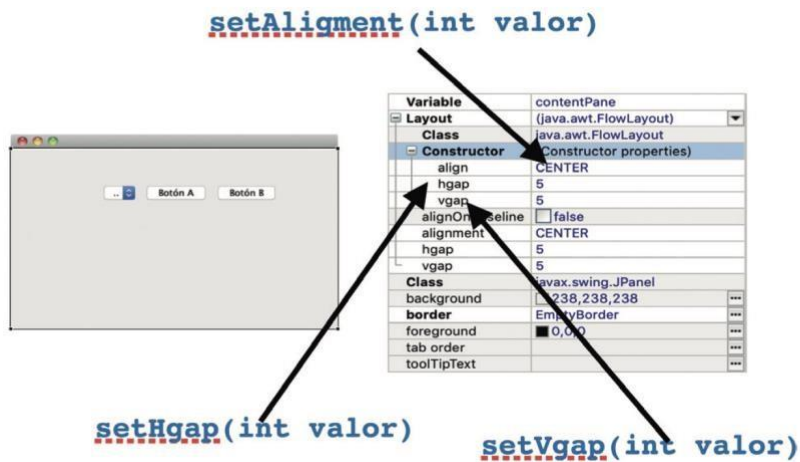 setAligment(int valor)
.. Botón A Botón B
Variable contentPane
Layout (java.awt.FlowLayout)
Class java.awt.FlowLayout
Constructor (Constructor properties)
align CENTER
hgap 5
vgap 5
false
alignment CENTER
hgap 5
vgap 5
Class javax.swing.JPanel
background 238,238,238
border EmptyBorder
foreground 0,0,0
tab order
toolTipText
setHgap(int valor)
setVgap(int valor)